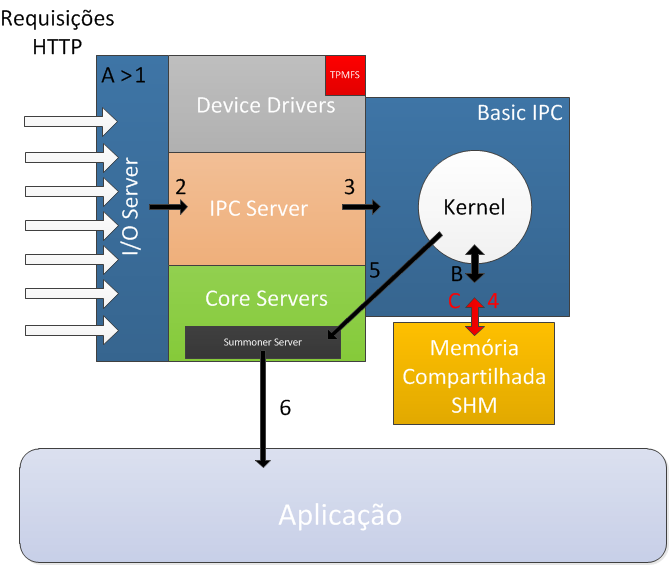 Requisições
HTTP
A >1
TPMFS
Device Drivers
Basic IPC
I/O Server
2
IPC Server
3
Kernel
5
B
Core Servers
C
4
Summoner Server
Memória
Compartilhada
SHM
6
Aplicação